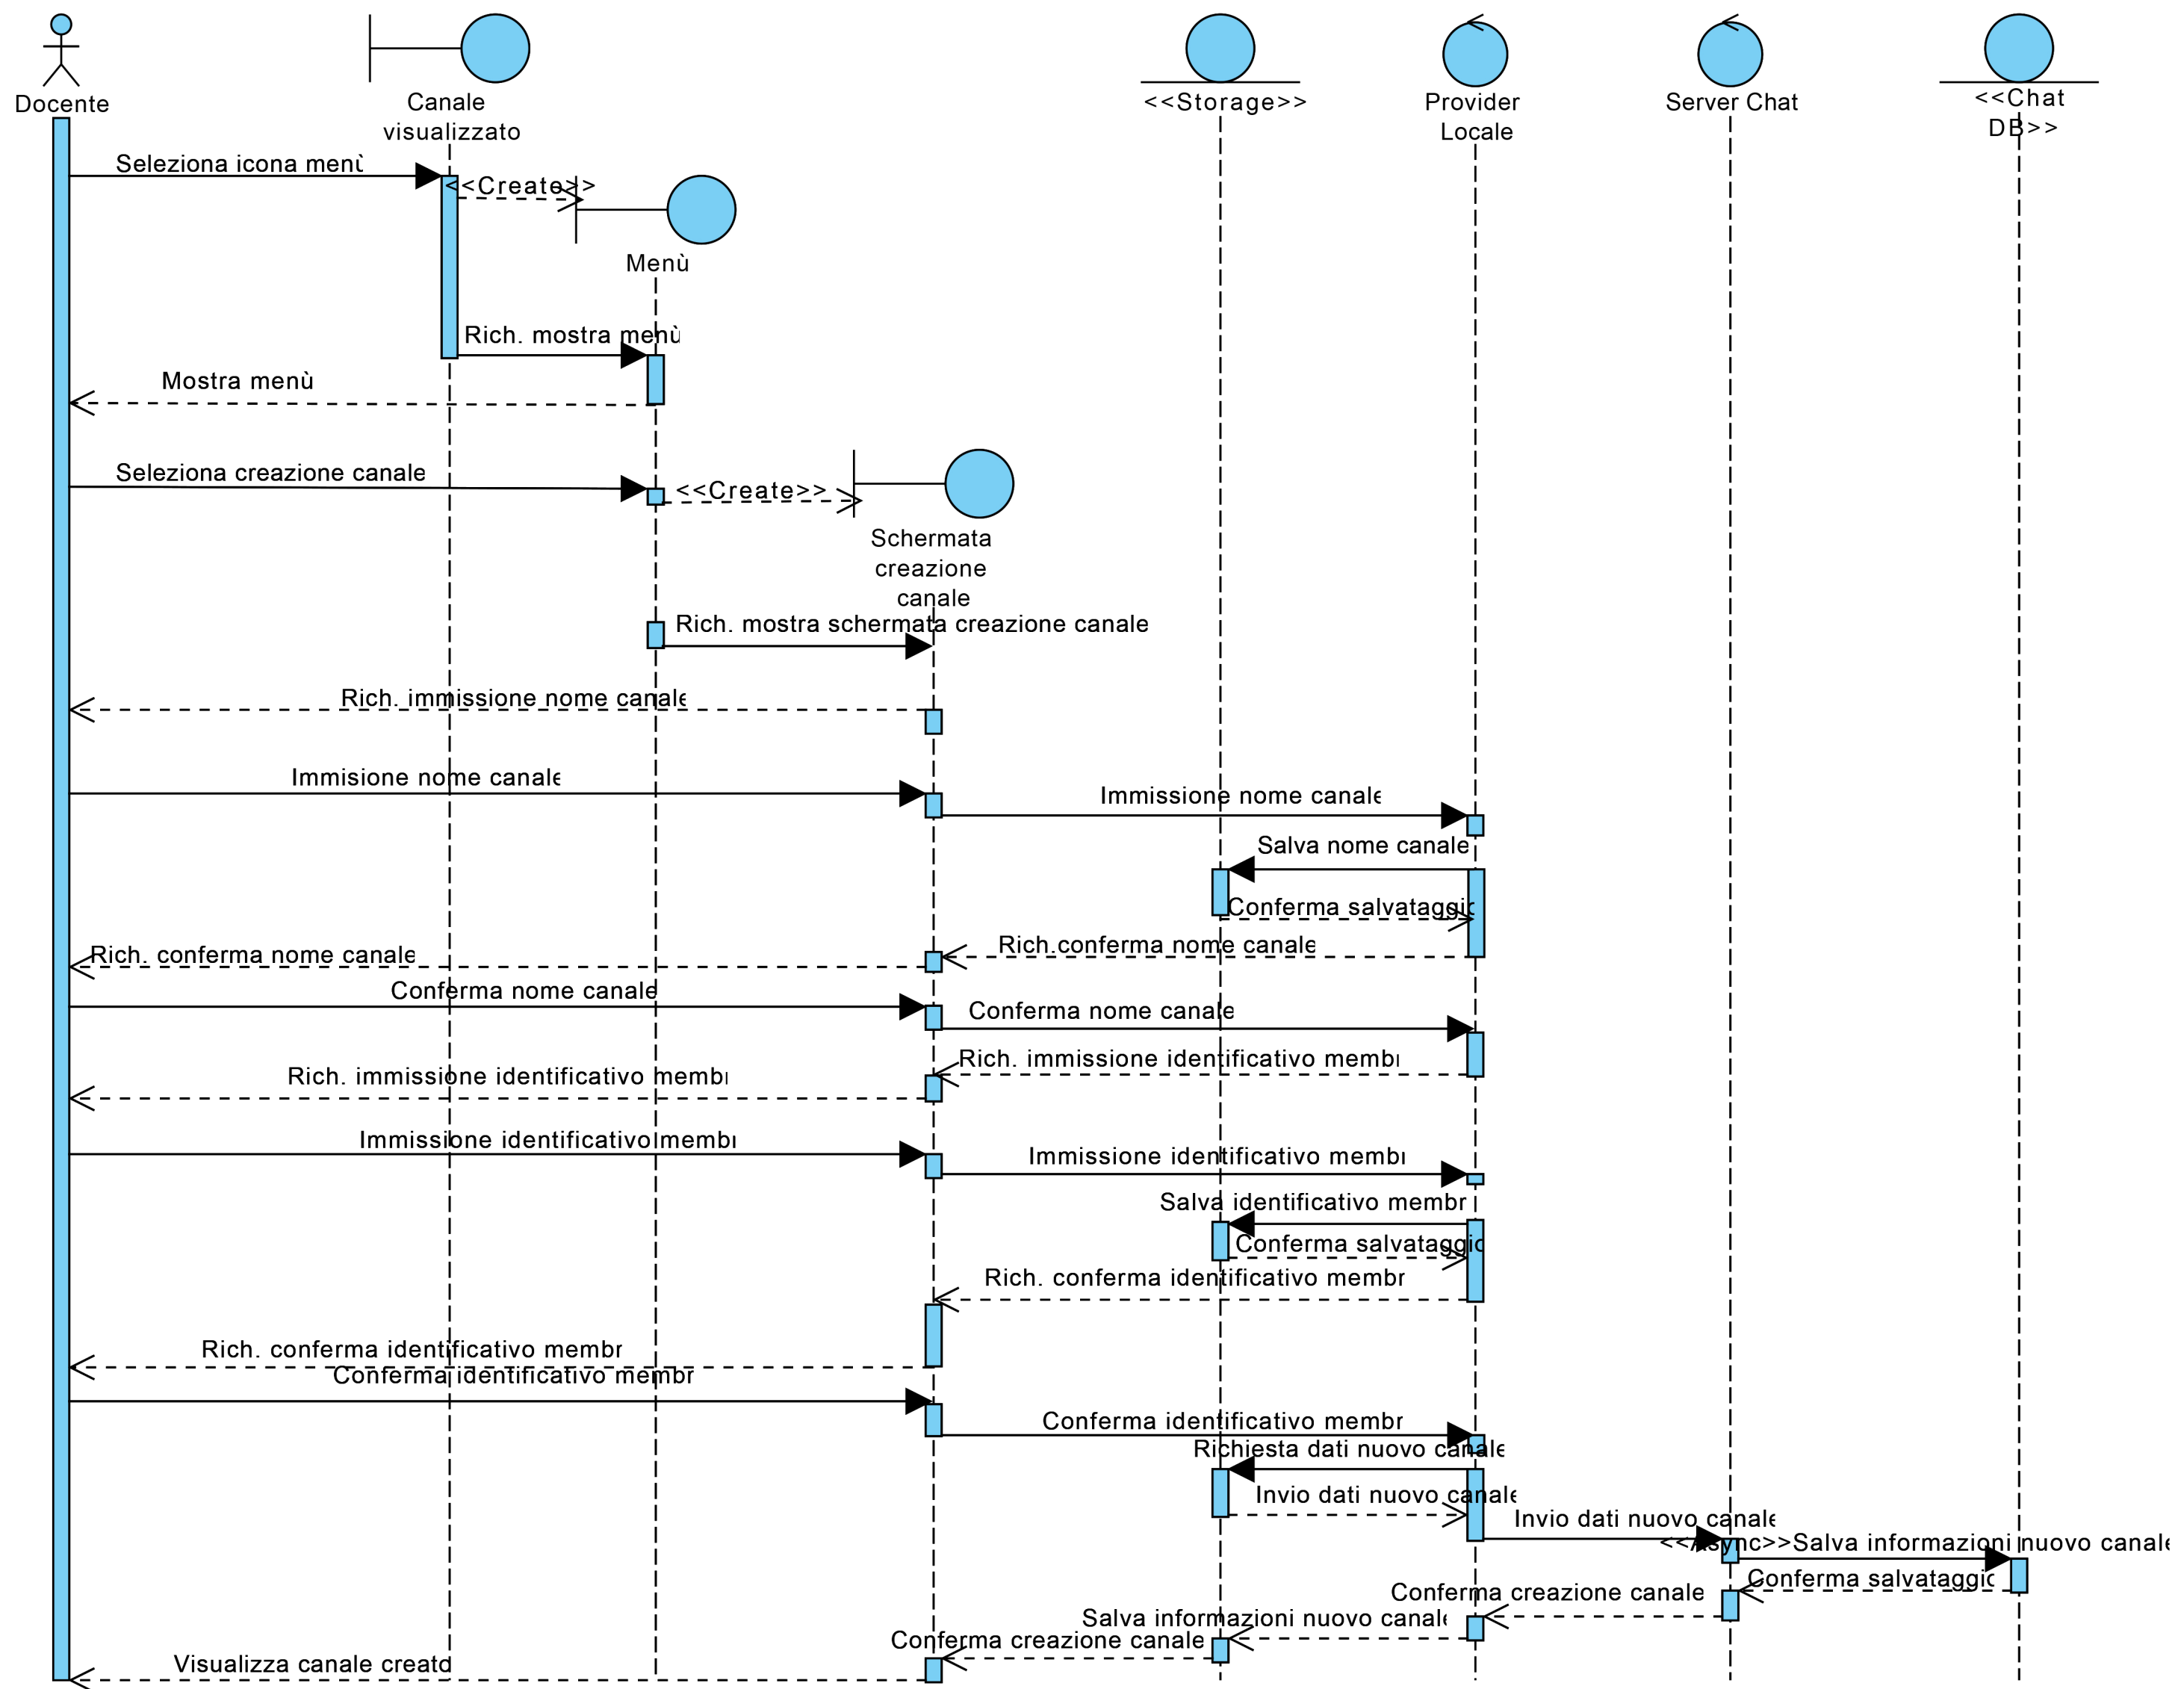 Docente
Canale
visualizzato
<<Storage>>
Provider
Locale
Server Chat
<<Chat
DB>>
Seleziona icona menù
<<Create>>
Menù
Rich. mostra menù
Mostra menù
Seleziona creazione canale
<<Create>>
Schermata
creazione
canale
Rich. mostra schermata creazione canale
Rich. immissione nome canale
Immisione nome canale
Immissione nome canale
Salva nome canale
Conferma salvataggio
Rich.conferma nome canale
Rich. conferma nome canale
Conferma nome canale
Conferma nome canale
Rich. immissione identificativo membri
Rich. immissione identificativo membri
Immissione identificativo membri
Immissione identificativo membri
Salva identificativo membri
Conferma salvataggio
Rich. conferma identificativo membri
Rich. conferma identificativo membri
Conferma identificativo membri
Conferma identificativo membri
Richiesta dati nuovo canale
Invio dati nuovo canale
Invio dati nuovo canale
<<Async>>Salva informazioni nuovo canale
Conferma salvataggio
Conferma creazione canale
Salva informazioni nuovo canale
Conferma creazione canale
Visualizza canale creato